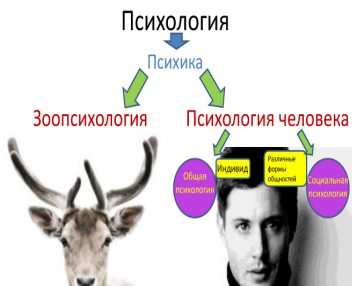 Психология
Психика
Зоопсихология
Психология человека
Общая
психология
Индивид
Различные
формы
общностей
Социальная
психология